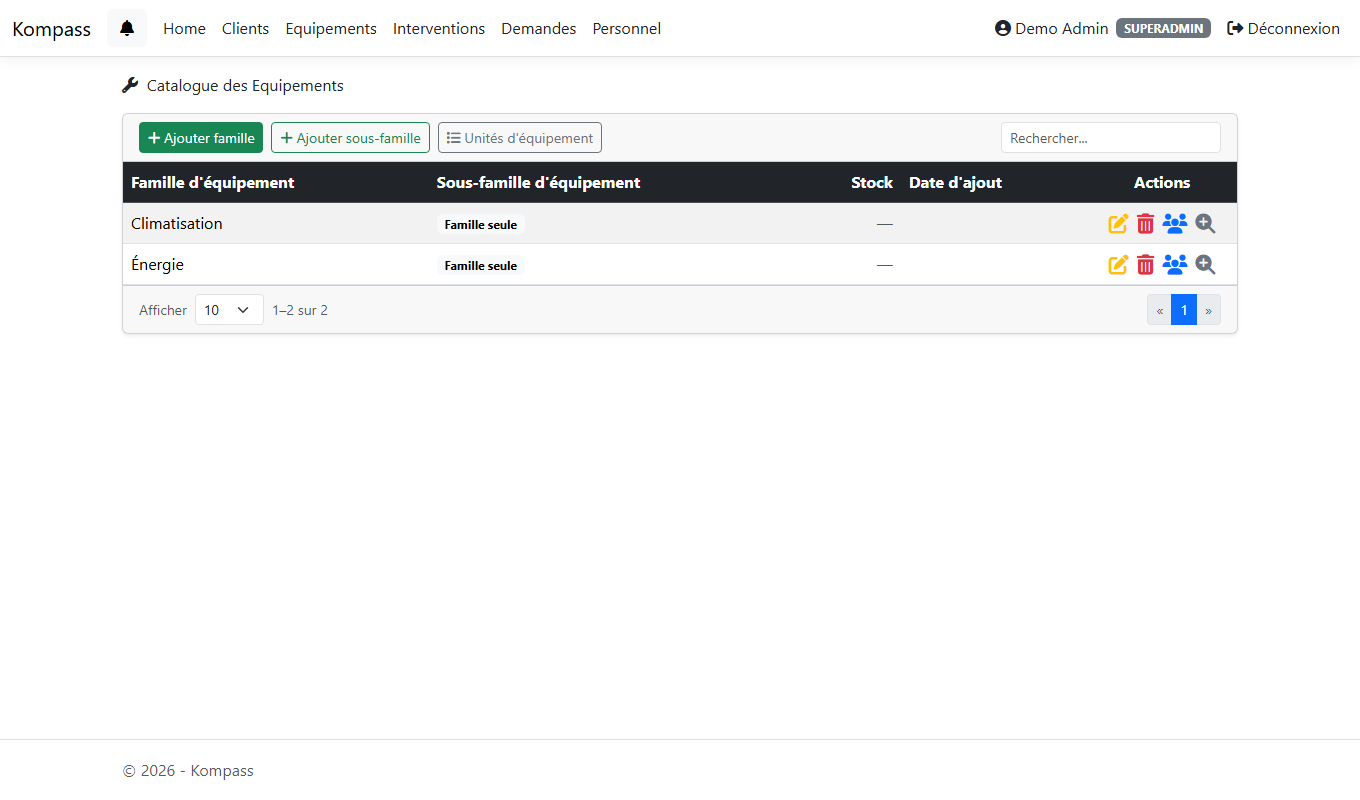 Kompass Home Clients Equipements Interventions Demandes Personnel Demo Admin SUPERADMIN Déconnexion
Catalogue des Equipements
Ajouter famille Ajouter sous-famille Unités d'équipement Rechercher...
Famille d'équipement Sous-famille d'équipement Stock Date d'ajout Actions
Climatisation Famille seule —
Énergie Famille seule —
Afficher 10 1–2 sur 2 « 1 »
© 2026 - Kompass